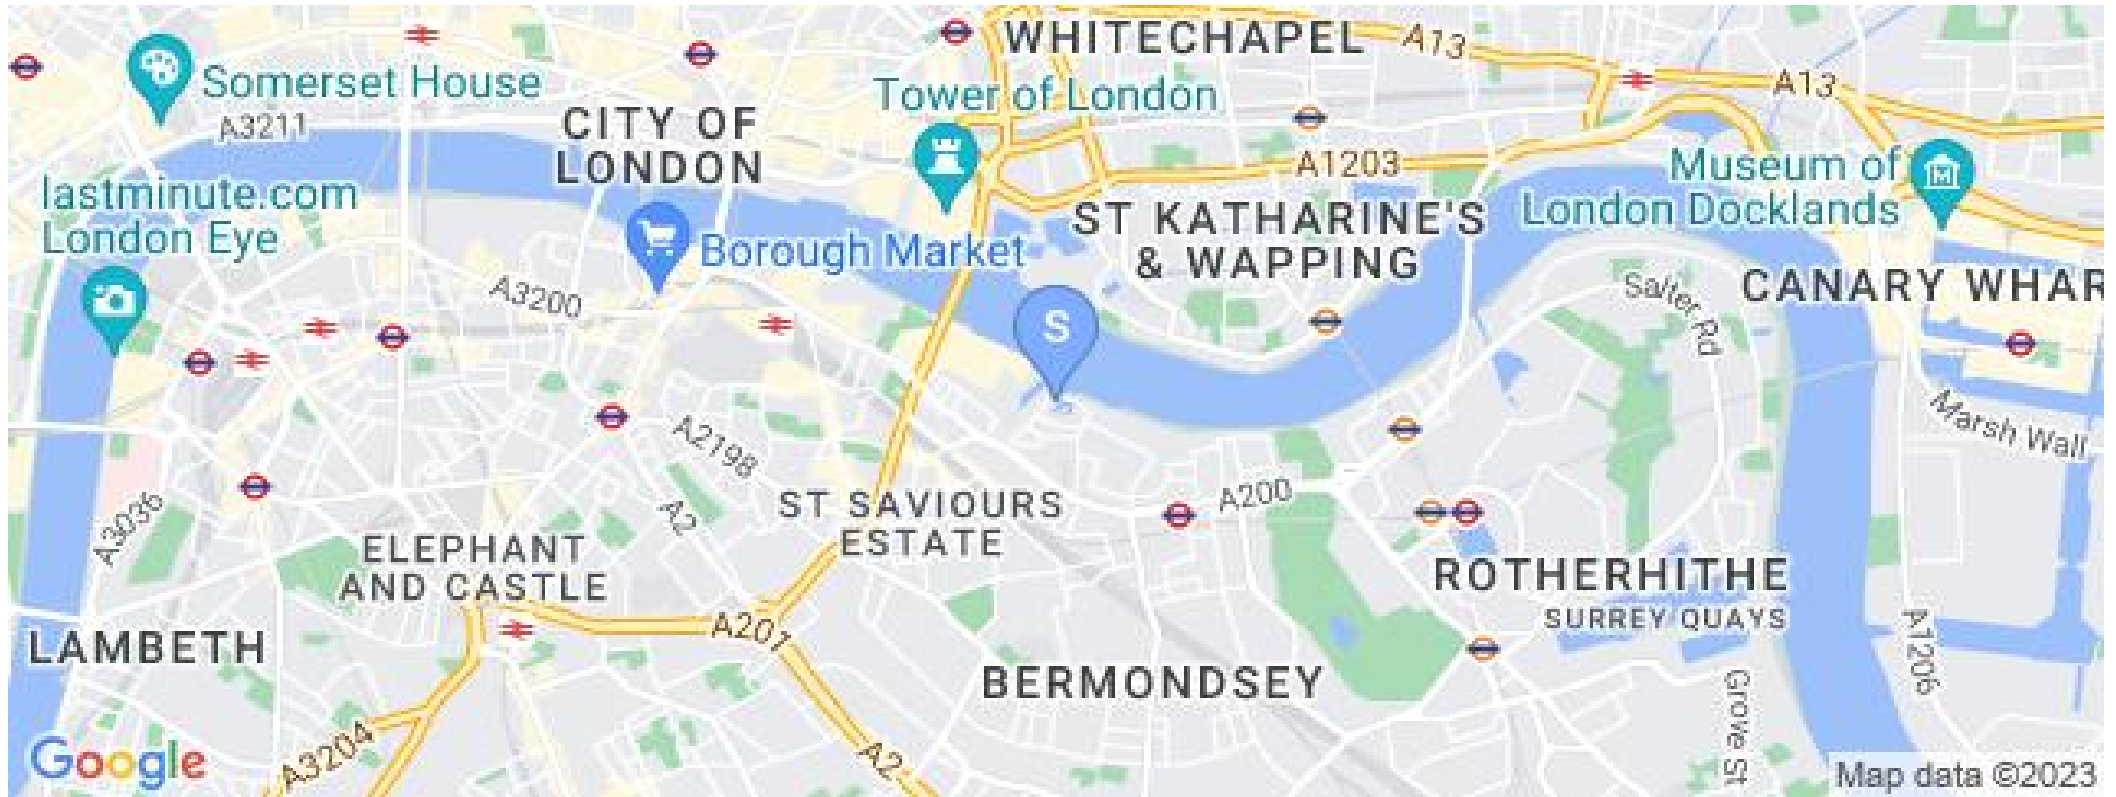 WHITECHAPEL
A13
A13
Somerset House
A3211
Tower of London
CITY OF
LONDON
A1203
Museum of
London Docklands
lastminute.com
London Eye
Borough Market
ST KATHARINE'S
& WAPPING
A3200
S
Salter Rd
CANARY WHAR
Marsh Wall
A2198
A3036
A2
ST SAVIOURS
ESTATE
A200
ELEPHANT
AND CASTLE
ROTHERHITHE
SURREY QUAYS
LAMBETH
A201
BERMONDSEY
A1206
Grove St
A3204
A2
Google
Map data ©2023